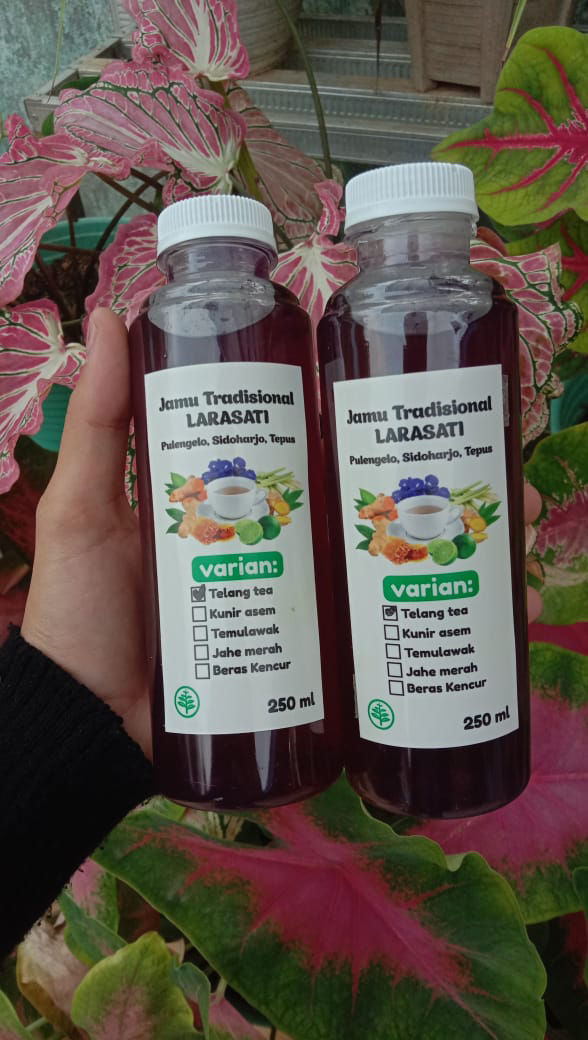 Jamu Tradisional
LARASATI
Pulengelo, Sidoharjo, Tepus
varian:
Telang tea
Kunir asem
Temulawak
Jahe merah
Beras Kencur
250 ml
Jamu Tradisional
LARASATI
Pulengelo, Sidoharjo, Tepus
varian:
Telang tea
Kunir asem
Temulawak
Jahe merah
Beras Kencur
250 ml